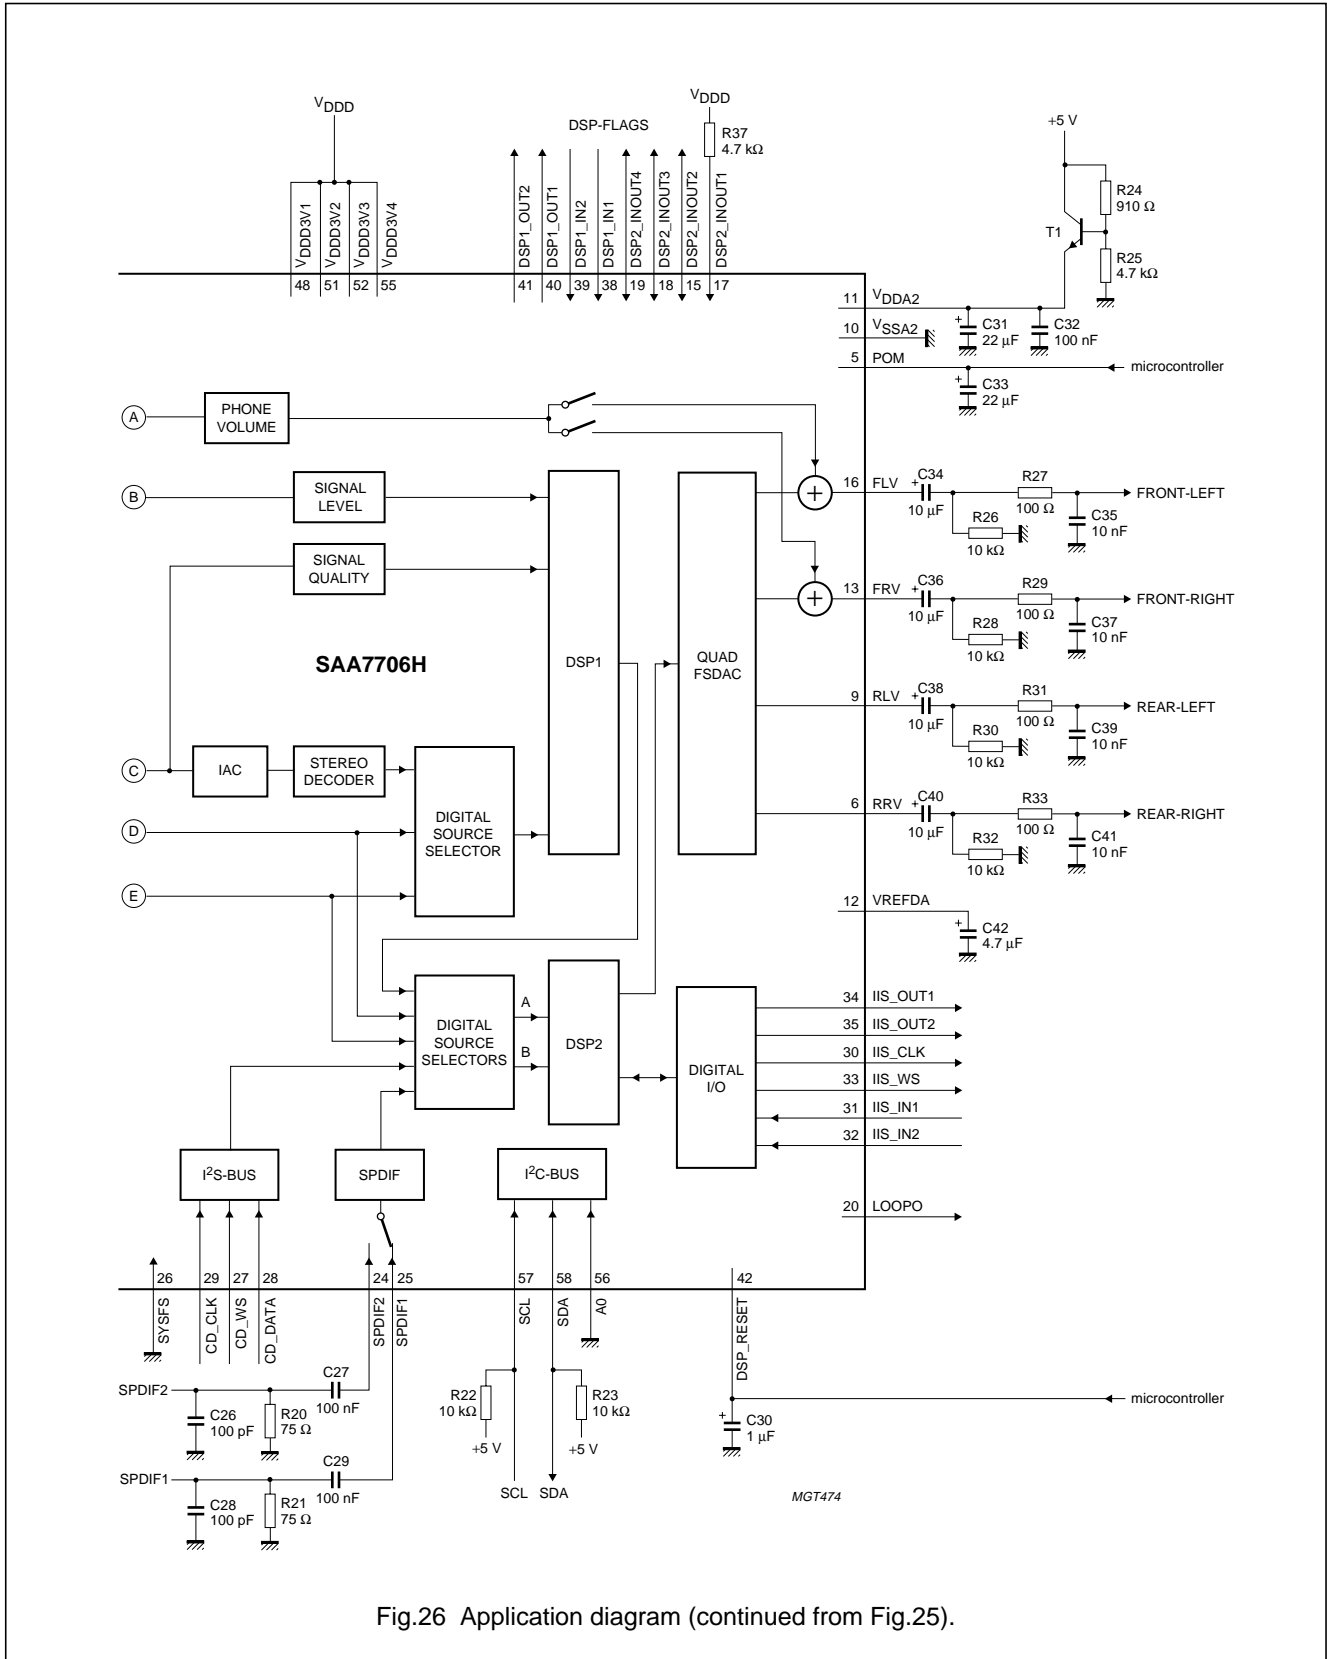 VDDD
DSP-FLAGS
VDDD
R37
4.7 kΩ
+5 V
VDDD3V1
VDDD3V2
VDDD3V3
VDDD3V4
DSP1_OUT2
DSP1_OUT1
DSP1_IN2
DSP1_IN1
DSP2_INOUT4
DSP2_INOUT3
DSP2_INOUT2
DSP2_INOUT1
48 51 52 55
41 40 39 38 19 18 15 17
R24
910 Ω
T1
R25
4.7 kΩ
11 VDDA2
10 VSSA2
C31
22 μF
C32
100 nF
5 POM
microcontroller
C33
22 μF
A
PHONE
VOLUME
B
SIGNAL
LEVEL
SIGNAL
QUALITY
SAA7706H
DSP1
QUAD
FSDAC
+
16 FLV
+
C34
10 μF
R26
10 kΩ
R27
100 Ω
C35
10 nF
FRONT-LEFT
+
13 FRV
+
C36
10 μF
R28
10 kΩ
R29
100 Ω
C37
10 nF
FRONT-RIGHT
9 RLV
+
C38
10 μF
R30
10 kΩ
R31
100 Ω
C39
10 nF
REAR-LEFT
6 RRV
+
C40
10 μF
R32
10 kΩ
R33
100 Ω
C41
10 nF
REAR-RIGHT
C
IAC
STEREO
DECODER
D
DIGITAL
SOURCE
SELECTOR
E
12 VREFDA
+
C42
4.7 μF
DIGITAL
SOURCE
SELECTORS
A
B
DSP2
DIGITAL
I/O
34 IIS_OUT1
35 IIS_OUT2
30 IIS_CLK
33 IIS_WS
31 IIS_IN1
32 IIS_IN2
I2S-BUS
SPDIF
I2C-BUS
20 LOOPO
26 29 27 28
24 25
57 58 56
42
SYSFS
CD_CLK
CD_WS
CD_DATA
SPDIF2
SPDIF1
SCL
SDA
A0
DSP_RESET
SPDIF2
C26
100 pF
R20
75 Ω
C27
100 nF
R22
10 kΩ
+5 V
R23
10 kΩ
+5 V
microcontroller
+
C30
1 μF
SPDIF1
C28
100 pF
R21
75 Ω
C29
100 nF
SCL SDA
MGT474
Fig.26 Application diagram (continued from Fig.25).